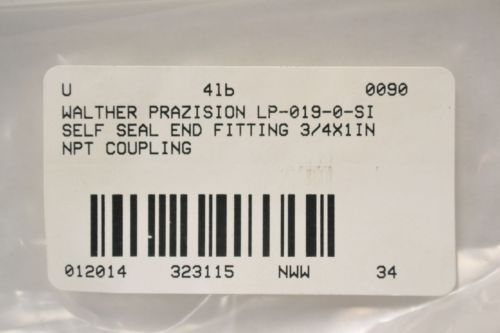 U 4lb 0090
WALTHER PRAZISION LP-019-0-SI
SELF SEAL END FITTING 3/4X1IN
NPT COUPLING
012014 323115 NWW 34